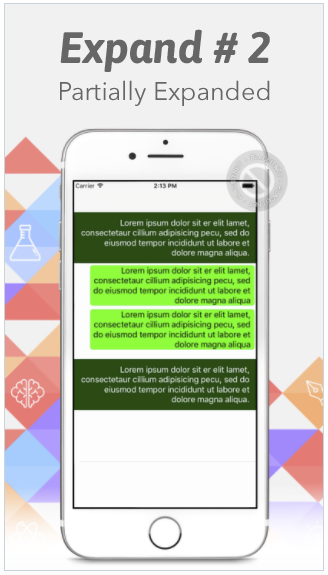 Expand # 2
Partially Expanded
Carrier 2:13 PM
Lorem ipsum dolor sit er elit lamet,
consectetaur cillium adipisicing pecu, sed do
eiusmod tempor incididunt ut labore et
dolore magna aliqua.
Lorem ipsum dolor sit er elit lamet,
consectetaur cillium adipisicing pecu, sed
do eiusmod tempor incididunt ut labore et
dolore magna aliqua
Lorem ipsum dolor sit er elit lamet,
consectetaur cillium adipisicing pecu, sed
do eiusmod tempor incididunt ut labore et
dolore magna aliqua
Lorem ipsum dolor sit er elit lamet,
consectetaur cillium adipisicing pecu, sed do
eiusmod tempor incididunt ut labore et
dolore magna aliqua.